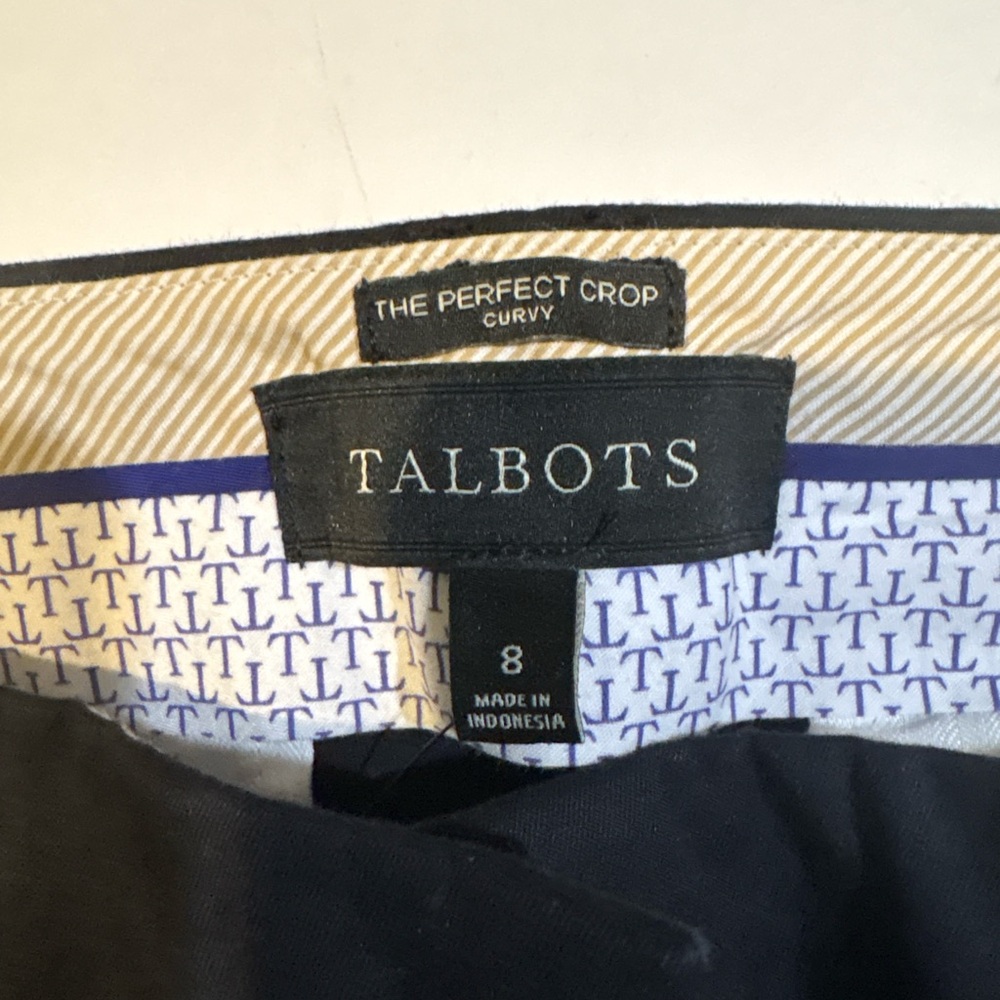 THE PERFECT CROP
CURVY
TALBOTS
8
MADE IN
INDONESIA